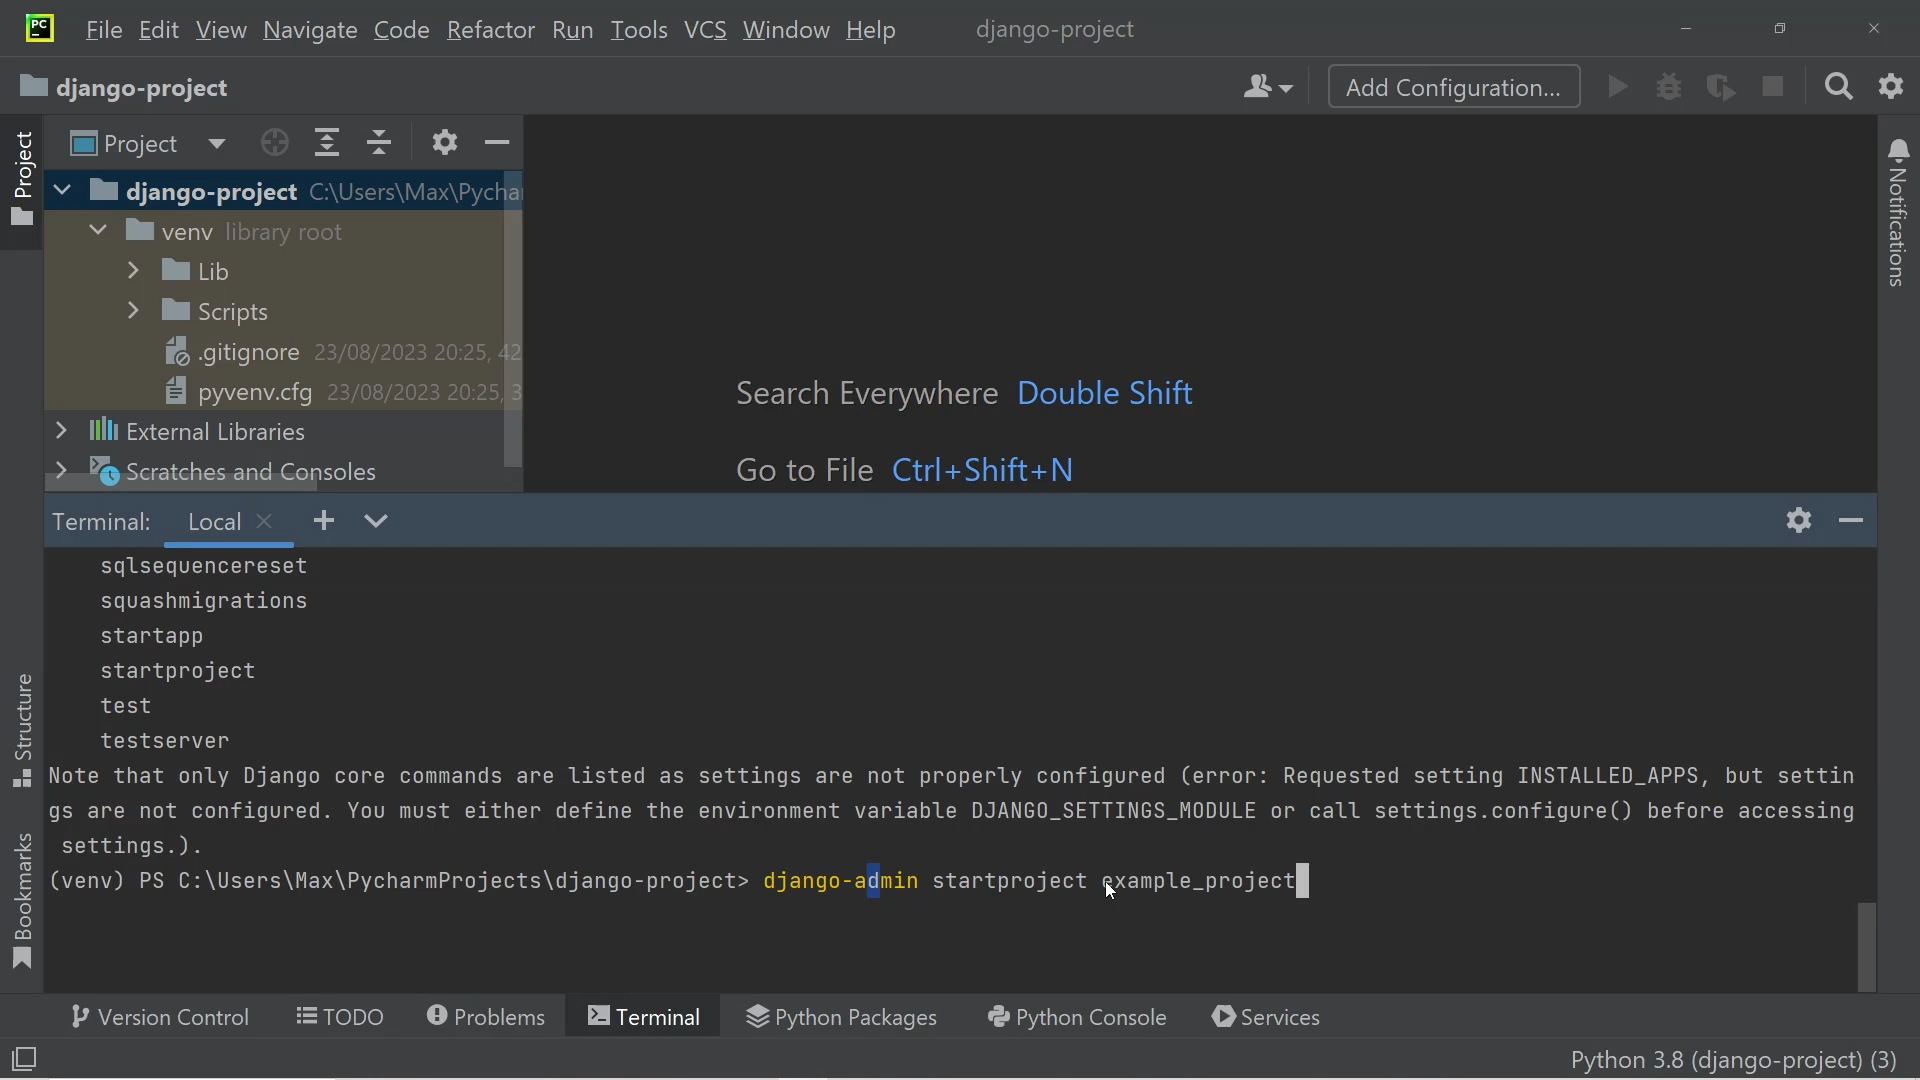 PC
File Edit View Navigate Code Refactor Run Tools VCS Window Help django-project
django-project
Add Configuration...
Project
Project
Notifications
django-project C:\Users\Max\Pychar
venv library root
Lib
Scripts
.gitignore 23/08/2023 20:25, 42
pyvenv.cfg 23/08/2023 20:25, 3
External Libraries
Scratches and Consoles
Search Everywhere Double Shift
Go to File Ctrl+Shift+N
Terminal: Local
sqlsequencereset
squashmigrations
startapp
startproject
test
testserver
Note that only Django core commands are listed as settings are not properly configured (error: Requested setting INSTALLED_APPS, but settin
gs are not configured. You must either define the environment variable DJANGO_SETTINGS_MODULE or call settings.configure() before accessing
settings.).
(venv) PS C:\Users\Max\PycharmProjects\django-project> django-admin startproject example_project
Structure
Bookmarks
Version Control TODO Problems Terminal Python Packages Python Console Services
Python 3.8 (django-project) (3)